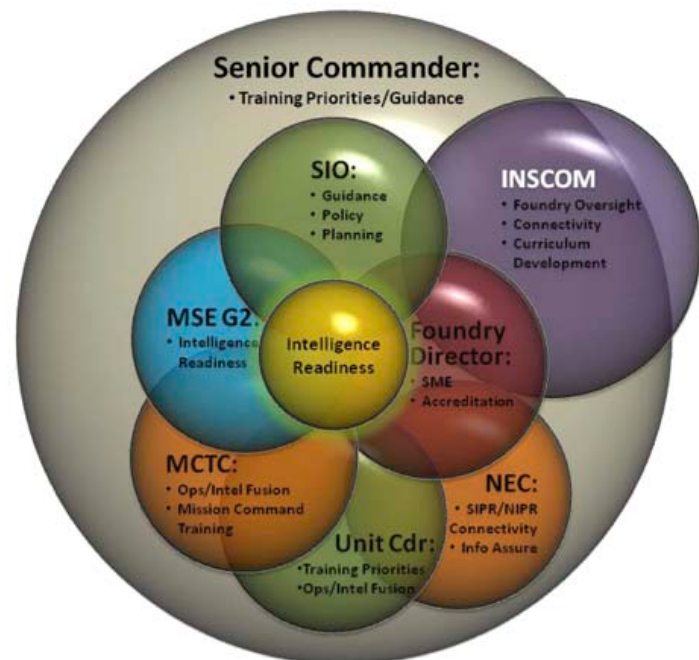 Senior Commander:
• Training Priorities/Guidance
SIO:
• Guidance
• Policy
• Planning
INSCOM
• Foundry Oversight
• Connectivity
• Curriculum
Development
MSE G2:
• Intelligence
Readiness
Intelligence
Readiness
Foundry
Director:
• SME
• Accreditation
MCTC:
• Ops/Intel Fusion
• Mission Command
Training
NEC:
• SIPR/NIPR
Connectivity
• Info Assure
Unit Cdr:
•Training Priorities
•Ops/Intel Fusion